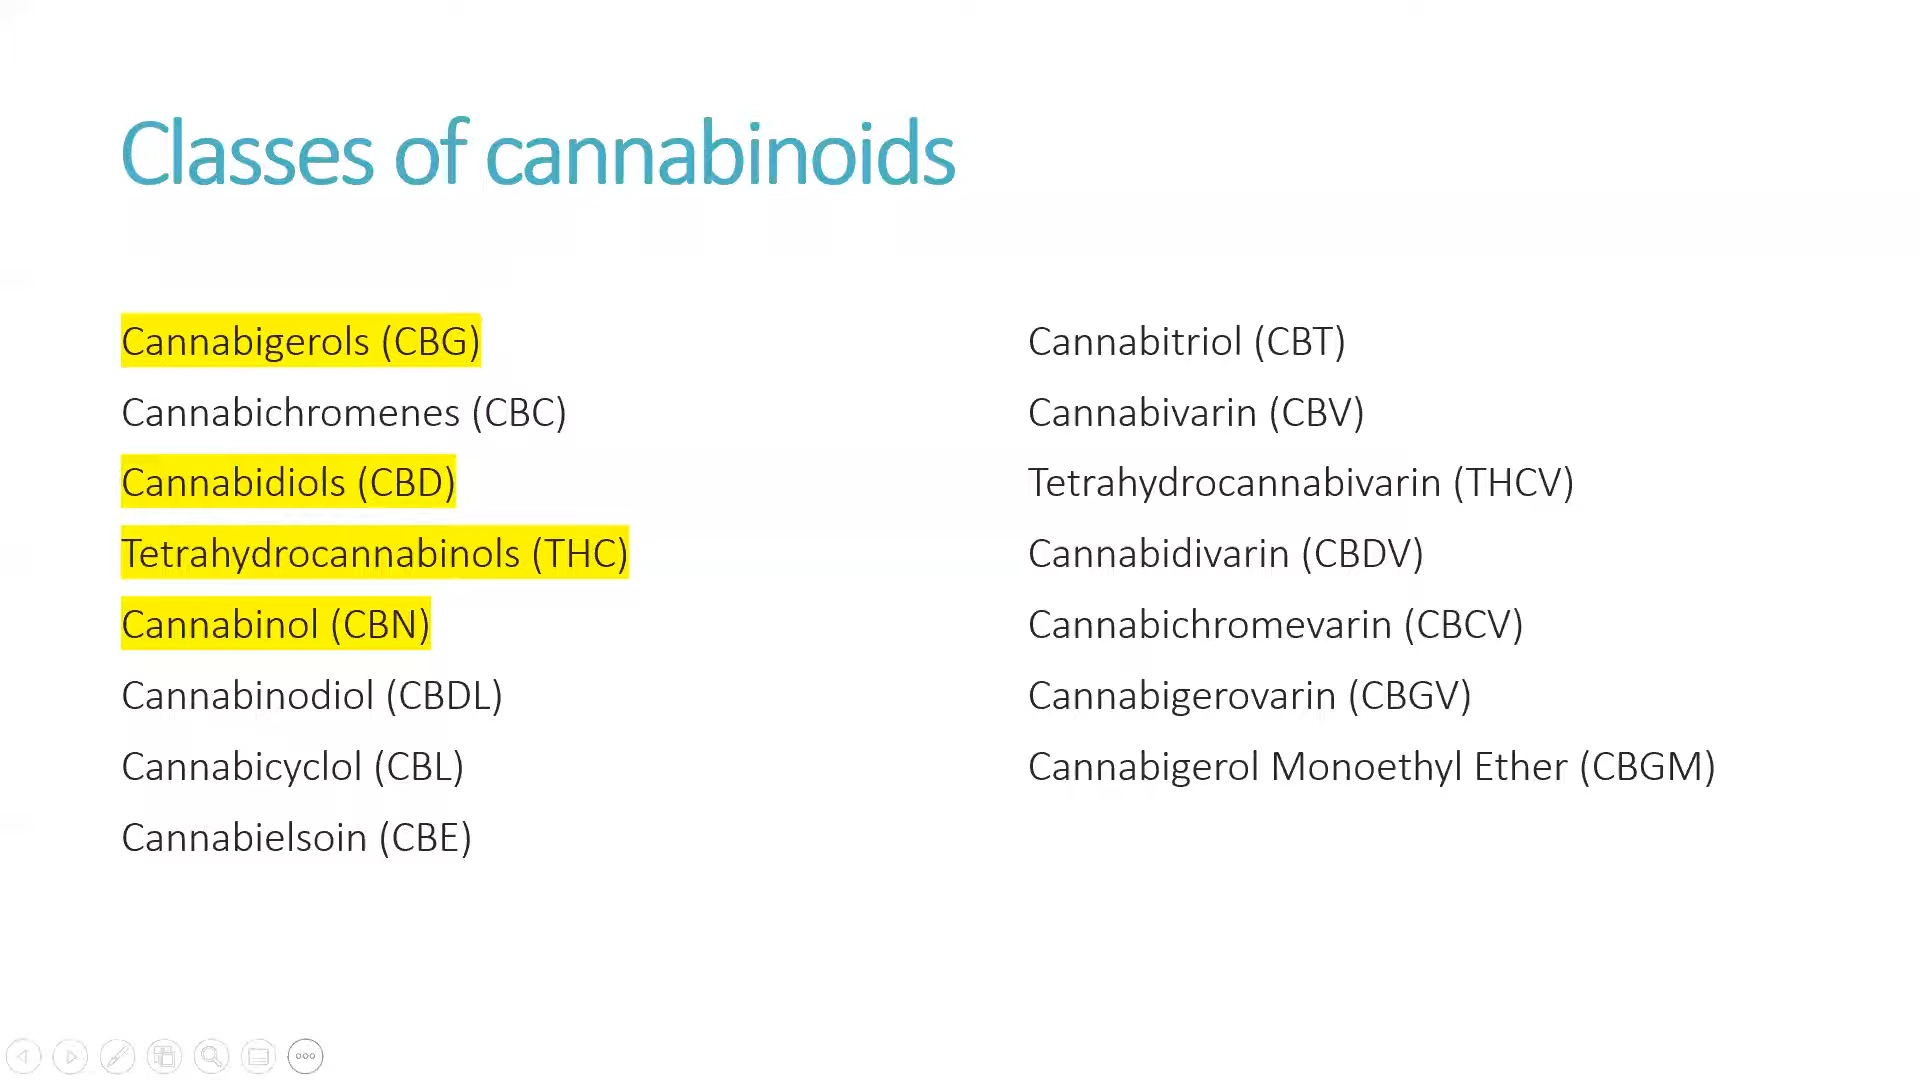 Classes of cannabinoids
Cannabigerols (CBG)
Cannabichromenes (CBC)
Cannabidiols (CBD)
Tetrahydrocannabinols (THC)
Cannabinol (CBN)
Cannabinodiol (CBDL)
Cannabicyclol (CBL)
Cannabielsoin (CBE)
Cannabitriol (CBT)
Cannabivarin (CBV)
Tetrahydrocannabivarin (THCV)
Cannabidivarin (CBDV)
Cannabichromevarin (CBCV)
Cannabigerovarin (CBGV)
Cannabigerol Monoethyl Ether (CBGM)